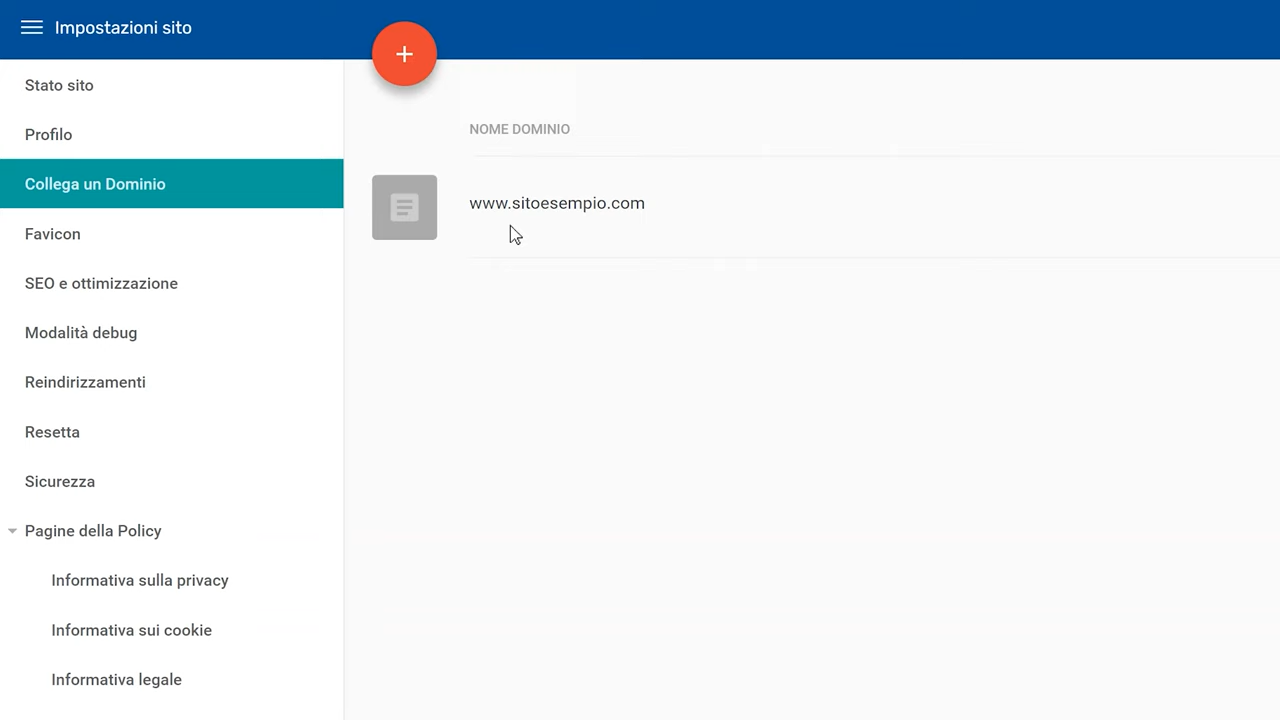 Impostazioni sito
+
Stato sito
Profilo
Collega un Dominio
Favicon
SEO e ottimizzazione
Modalità debug
Reindirizzamenti
Resetta
Sicurezza
Pagine della Policy
Informativa sulla privacy
Informativa sui cookie
Informativa legale
NOME DOMINIO
www.sitoesempio.com